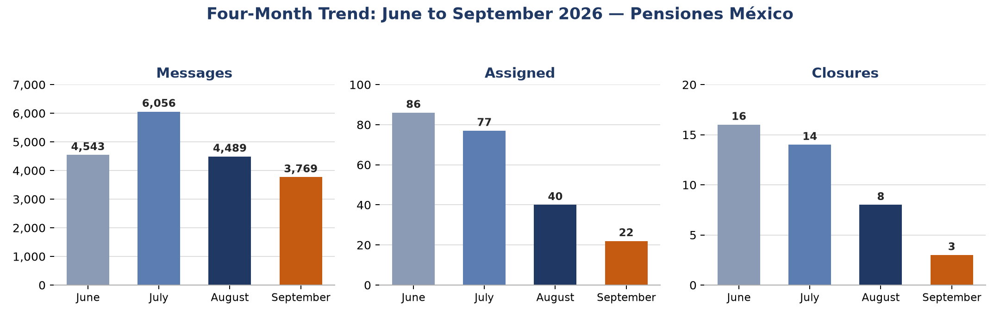 Four-Month Trend: June to September 2026 — Pensiones México
Messages
7,000
6,000
5,000
4,000
3,000
2,000
1,000
0
4,543
6,056
4,489
3,769
June
July
August
September
Assigned
100
80
60
40
20
0
86
77
40
22
June
July
August
September
Closures
20
15
10
5
0
16
14
8
3
June
July
August
September